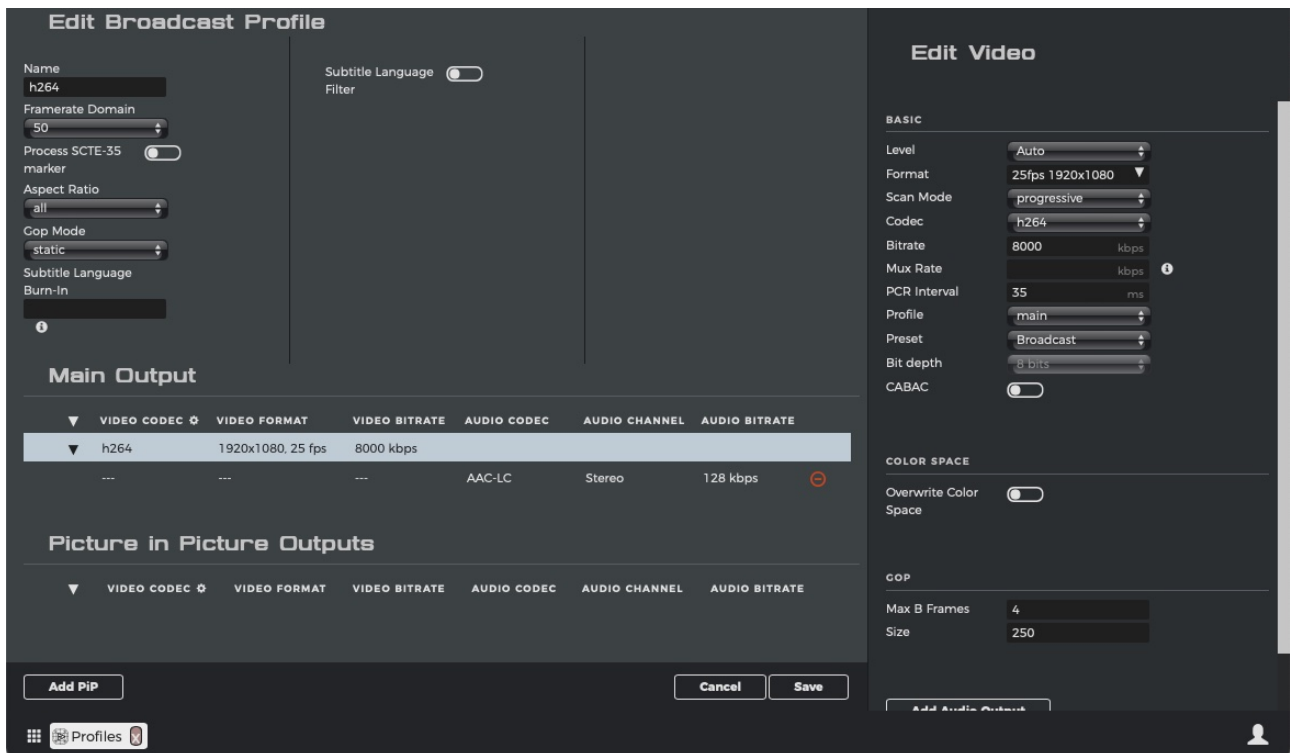 Edit Broadcast Profile
Name
h264
Framerate Domain
50
Process SCTE-35
marker
Aspect Ratio
all
Gop Mode
static
Subtitle Language
Burn-In
Subtitle Language
Filter
Main Output
VIDEO CODEC VIDEO FORMAT VIDEO BITRATE AUDIO CODEC AUDIO CHANNEL AUDIO BITRATE
h264 1920x1080, 25 fps 8000 kbps
--- --- --- AAC-LC Stereo 128 kbps
Picture in Picture Outputs
VIDEO CODEC VIDEO FORMAT VIDEO BITRATE AUDIO CODEC AUDIO CHANNEL AUDIO BITRATE
Add PiP Cancel Save
Edit Video
BASIC
Level Auto
Format 25fps 1920x1080
Scan Mode progressive
Codec h264
Bitrate 8000 kbps
Mux Rate kbps
PCR Interval 35 ms
Profile main
Preset Broadcast
Bit depth 8 bits
CABAC
COLOR SPACE
Overwrite Color
Space
GOP
Max B Frames 4
Size 250
Add Audio Output
Profiles